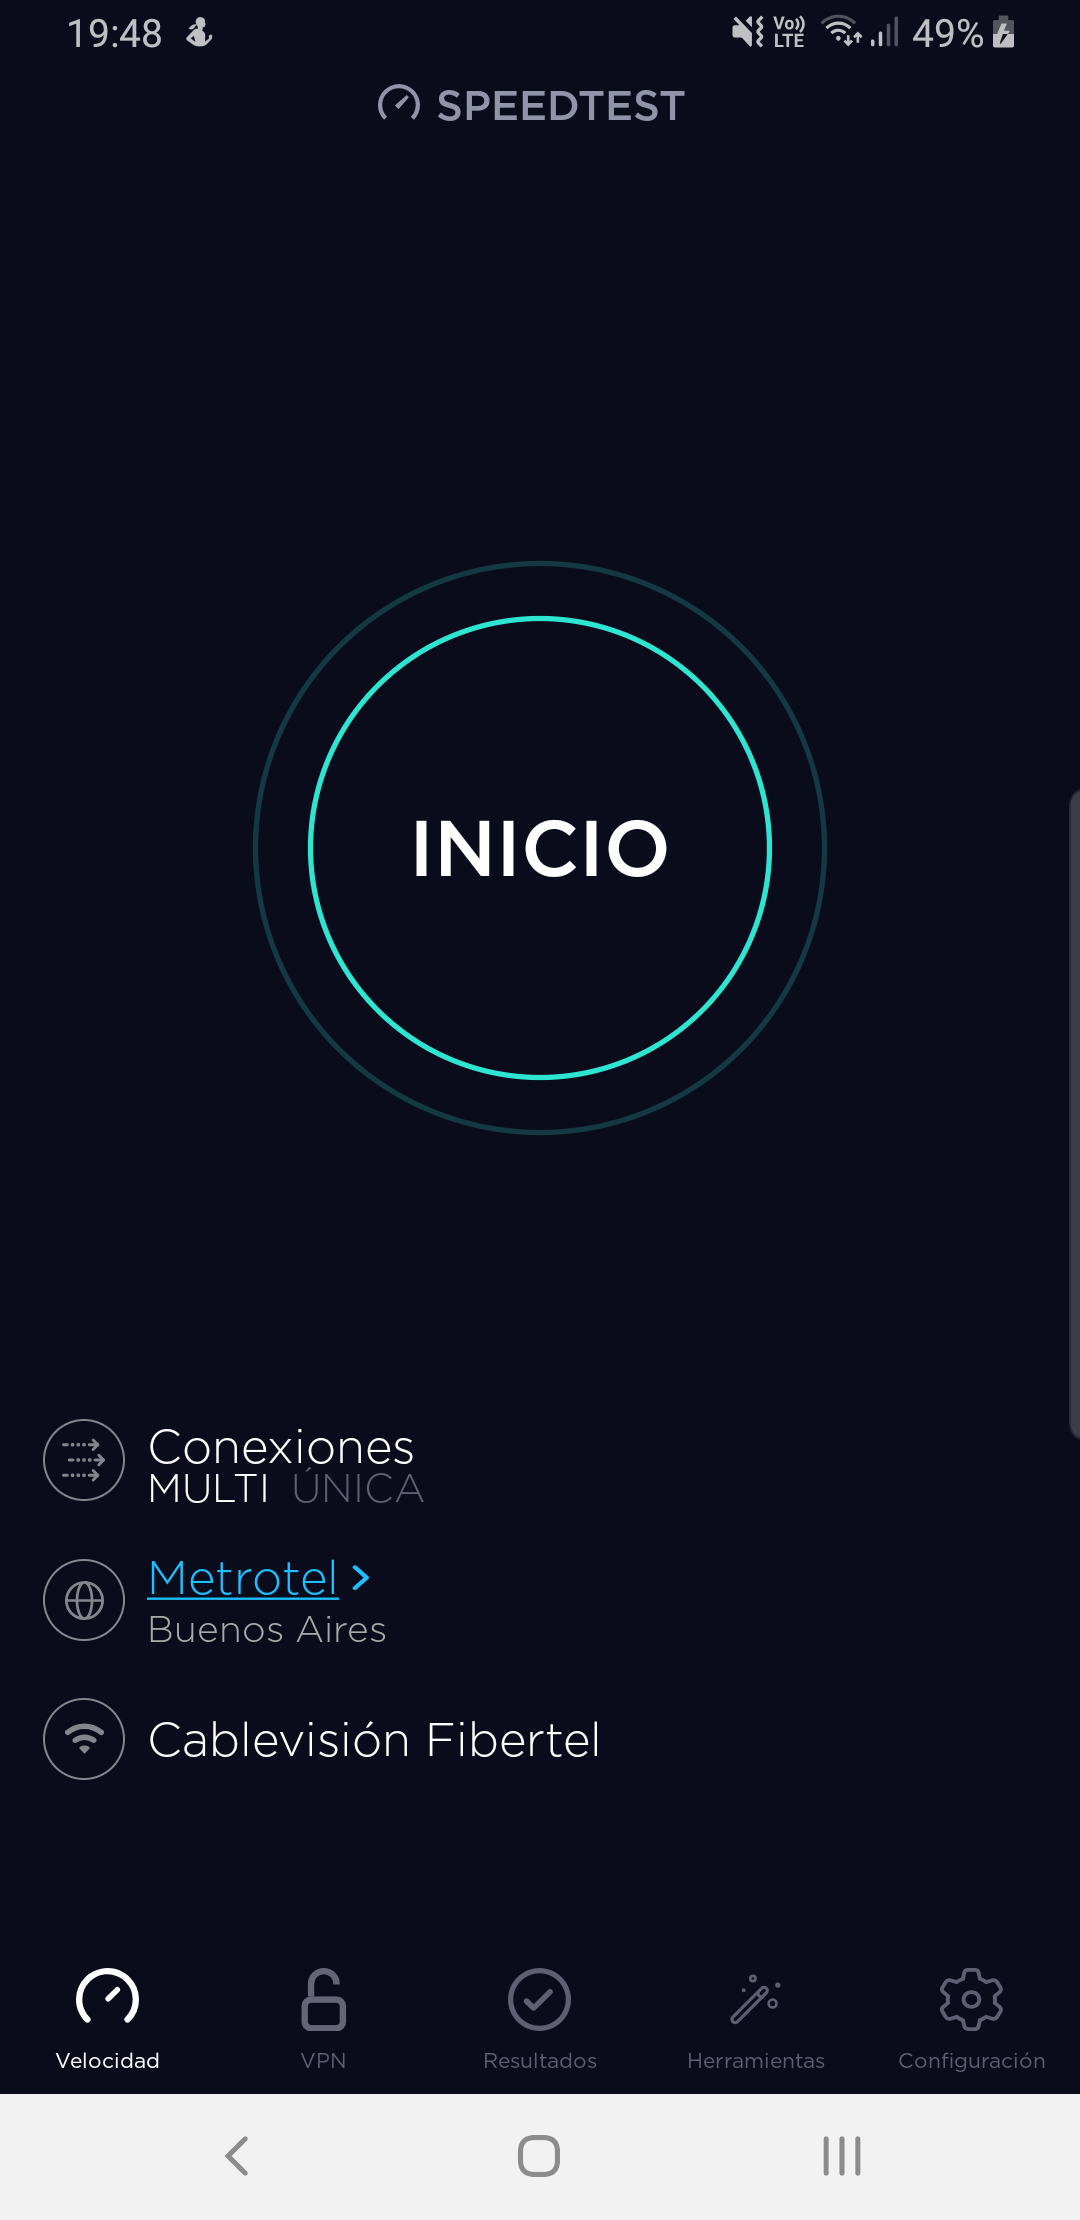 19:48 Vo)) LTE 49%
SPEEDTEST
INICIO
Conexiones
MULTI ÚNICA
Metrotel >
Buenos Aires
Cablevisión Fibertel
Velocidad VPN Resultados Herramientas Configuración